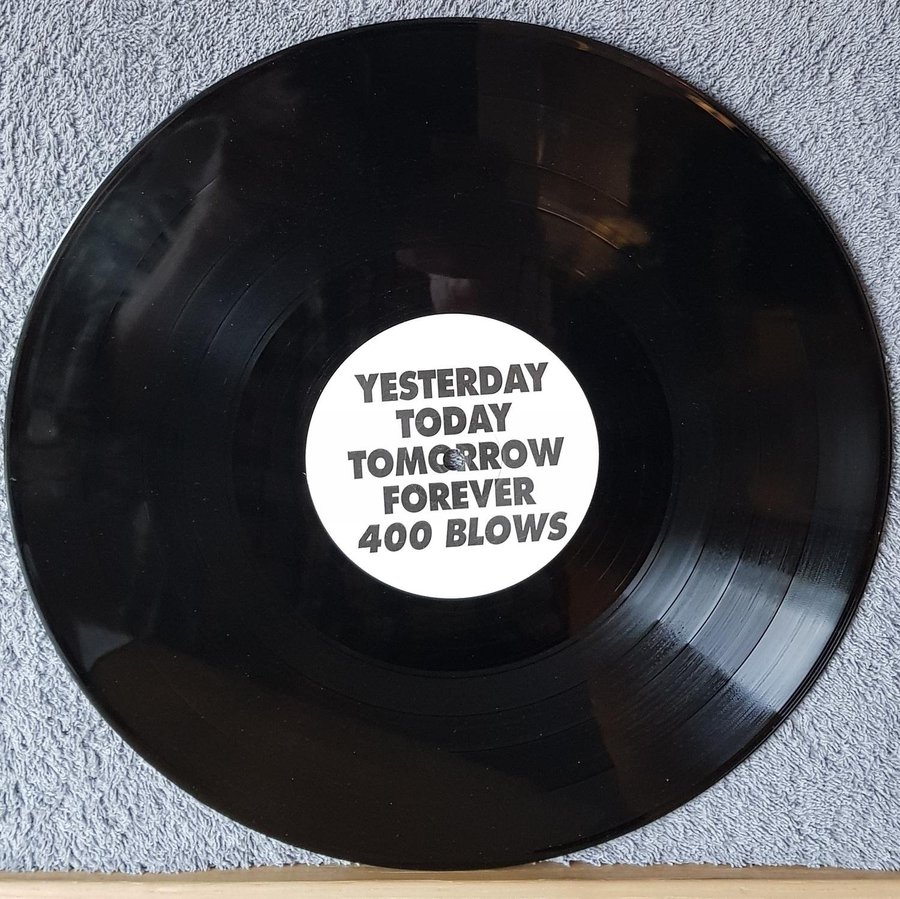 YESTERDAY
TODAY
TOMORROW
FOREVER
400 BLOWS